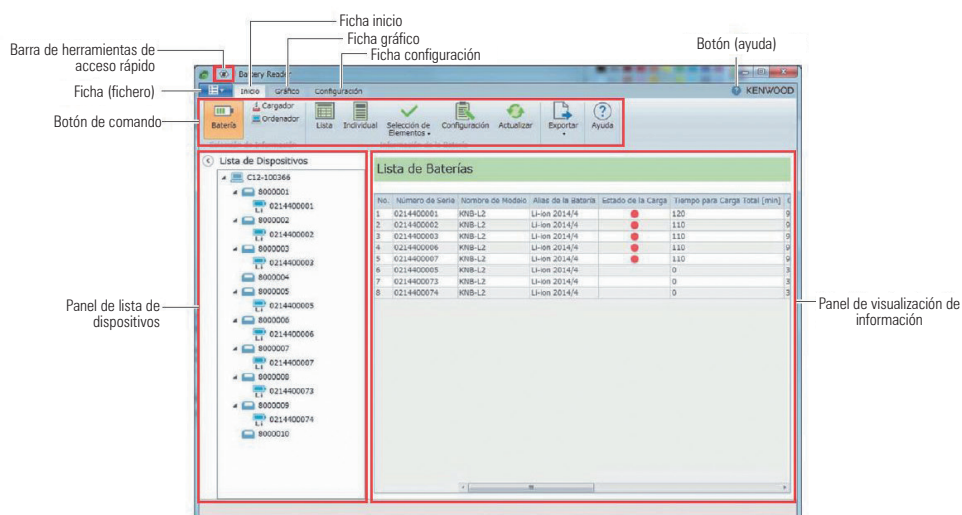 Ficha inicio
Ficha gráfico
Ficha configuración
Botón (ayuda)
Barra de herramientas de
acceso rápido
Ficha (fichero)
Botón de comando
Panel de lista de
dispositivos
Panel de visualización de
información
Battery Reader
Inicio Gráfico Configuración
KENWOOD
Batería
Cargador
Ordenador
Lista
Individual
Selección de
Elementos
Configuración
Actualizar
Exportar
Ayuda
Lista de Dispositivos
C12-100366
8000001
0214400001
8000002
0214400002
8000003
0214400003
8000004
8000005
0214400005
8000006
0214400006
8000007
0214400007
8000008
0214400073
8000009
0214400074
8000010
Lista de Baterías
No. Número de Serie Nombre de Modelo Alias de la Batería Estado de la Carga Tiempo para Carga Total [min]
1 0214400001 KNB-L2 Li-ion 2014/4 120 9
2 0214400002 KNB-L2 Li-ion 2014/4 110 9
3 0214400003 KNB-L2 Li-ion 2014/4 110 9
4 0214400006 KNB-L2 Li-ion 2014/4 110 9
5 0214400007 KNB-L2 Li-ion 2014/4 110 9
6 0214400005 KNB-L2 Li-ion 2014/4 0 3
7 0214400073 KNB-L2 Li-ion 2014/4 0 3
8 0214400074 KNB-L2 Li-ion 2014/4 0 3